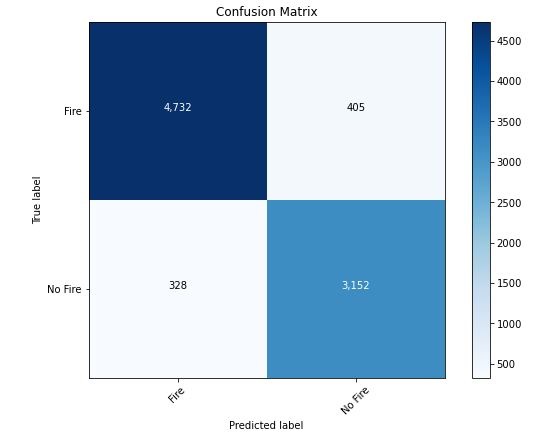 Confusion Matrix
Fire
4,732
405
No Fire
328
3,152
True label
Fire
No Fire
Predicted label
4500
4000
3500
3000
2500
2000
1500
1000
500